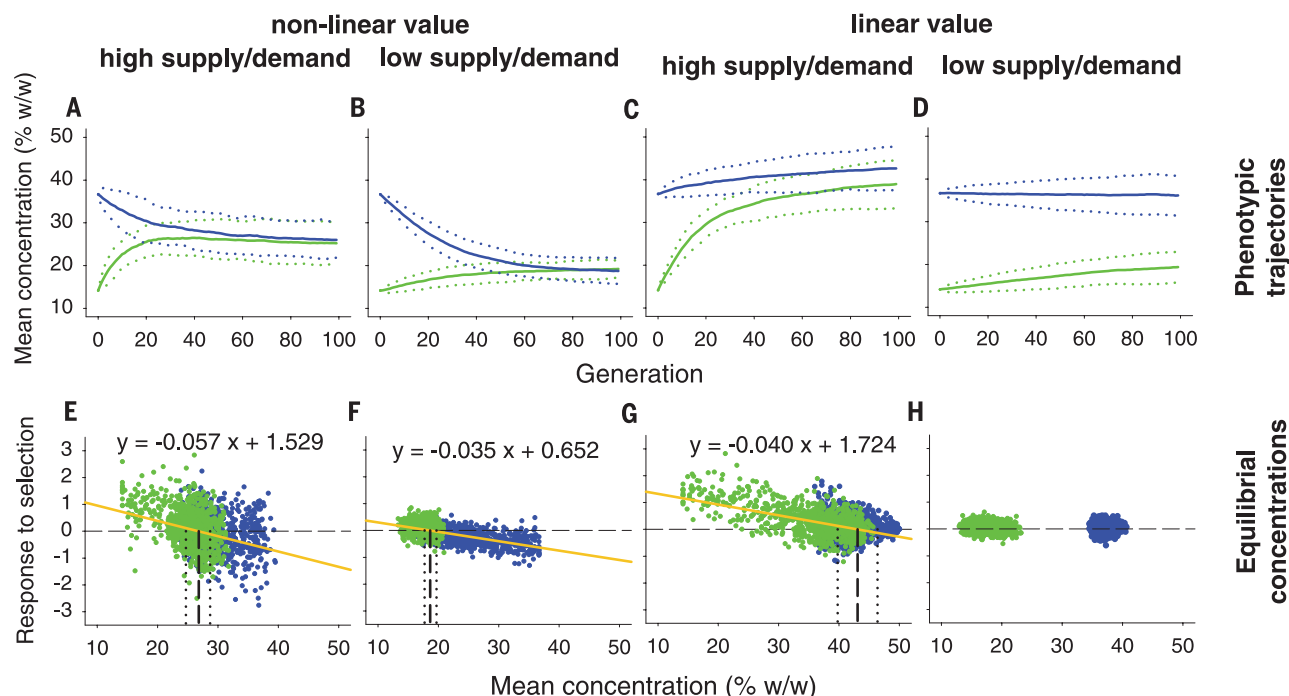 non-linear value
linear value
high supply/demand
low supply/demand
high supply/demand
low supply/demand
A
B
C
D
Mean concentration (% w/w)
50
40
30
20
10
0 20 40 60 80 100
0 20 40 60 80 100
0 20 40 60 80 100
0 20 40 60 80 100
Generation
Phenotypic
trajectories
E
F
G
H
y = -0.057 x + 1.529
y = -0.035 x + 0.652
y = -0.040 x + 1.724
Response to selection
3
2
1
0
-1
-2
-3
10 20 30 40 50
10 20 30 40 50
10 20 30 40 50
10 20 30 40 50
Mean concentration (% w/w)
Equilibrial
concentrations